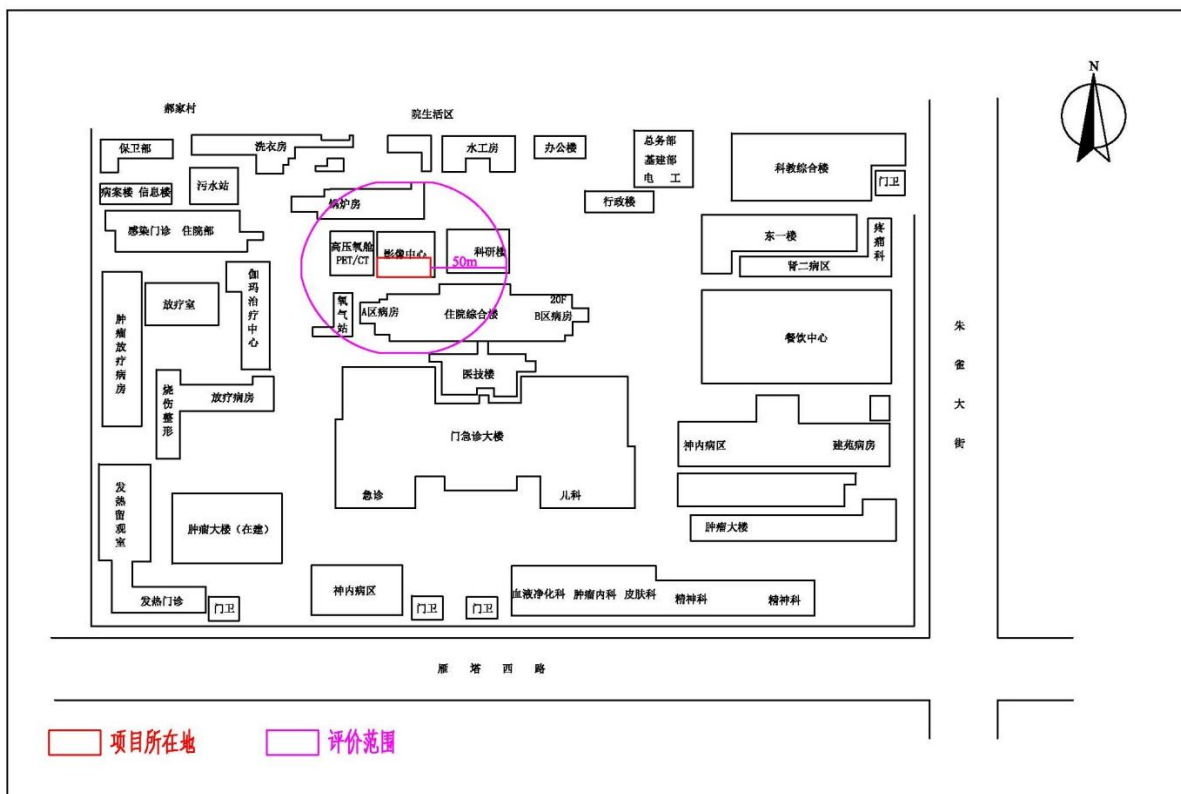 N
郝家村
院生活区
保卫部
洗衣房
水工房
办公楼
总务部
基建部
电 工
科教综合楼
门卫
病案楼 信息楼
污水站
锅炉房
行政楼
感染门诊 住院部
高压氧舱
PET/CT
影像中心
科研楼
50m
东一楼
疼痛科
肾二病区
伽玛治疗中心
放疗室
肿瘤放疗病房
氧气站
A区病房
住院综合楼
20F
B区病房
餐饮中心
朱雀大街
医技楼
烧伤整形
放疗病房
门急诊大楼
神内病区
建苑病房
急诊
儿科
发热留观室
肿瘤大楼（在建）
肿瘤大楼
发热门诊
门卫
神内病区
门卫
门卫
血液净化科
肿瘤内科
皮肤科
精神科
精神科
雁 塔 西 路
项目所在地
评价范围